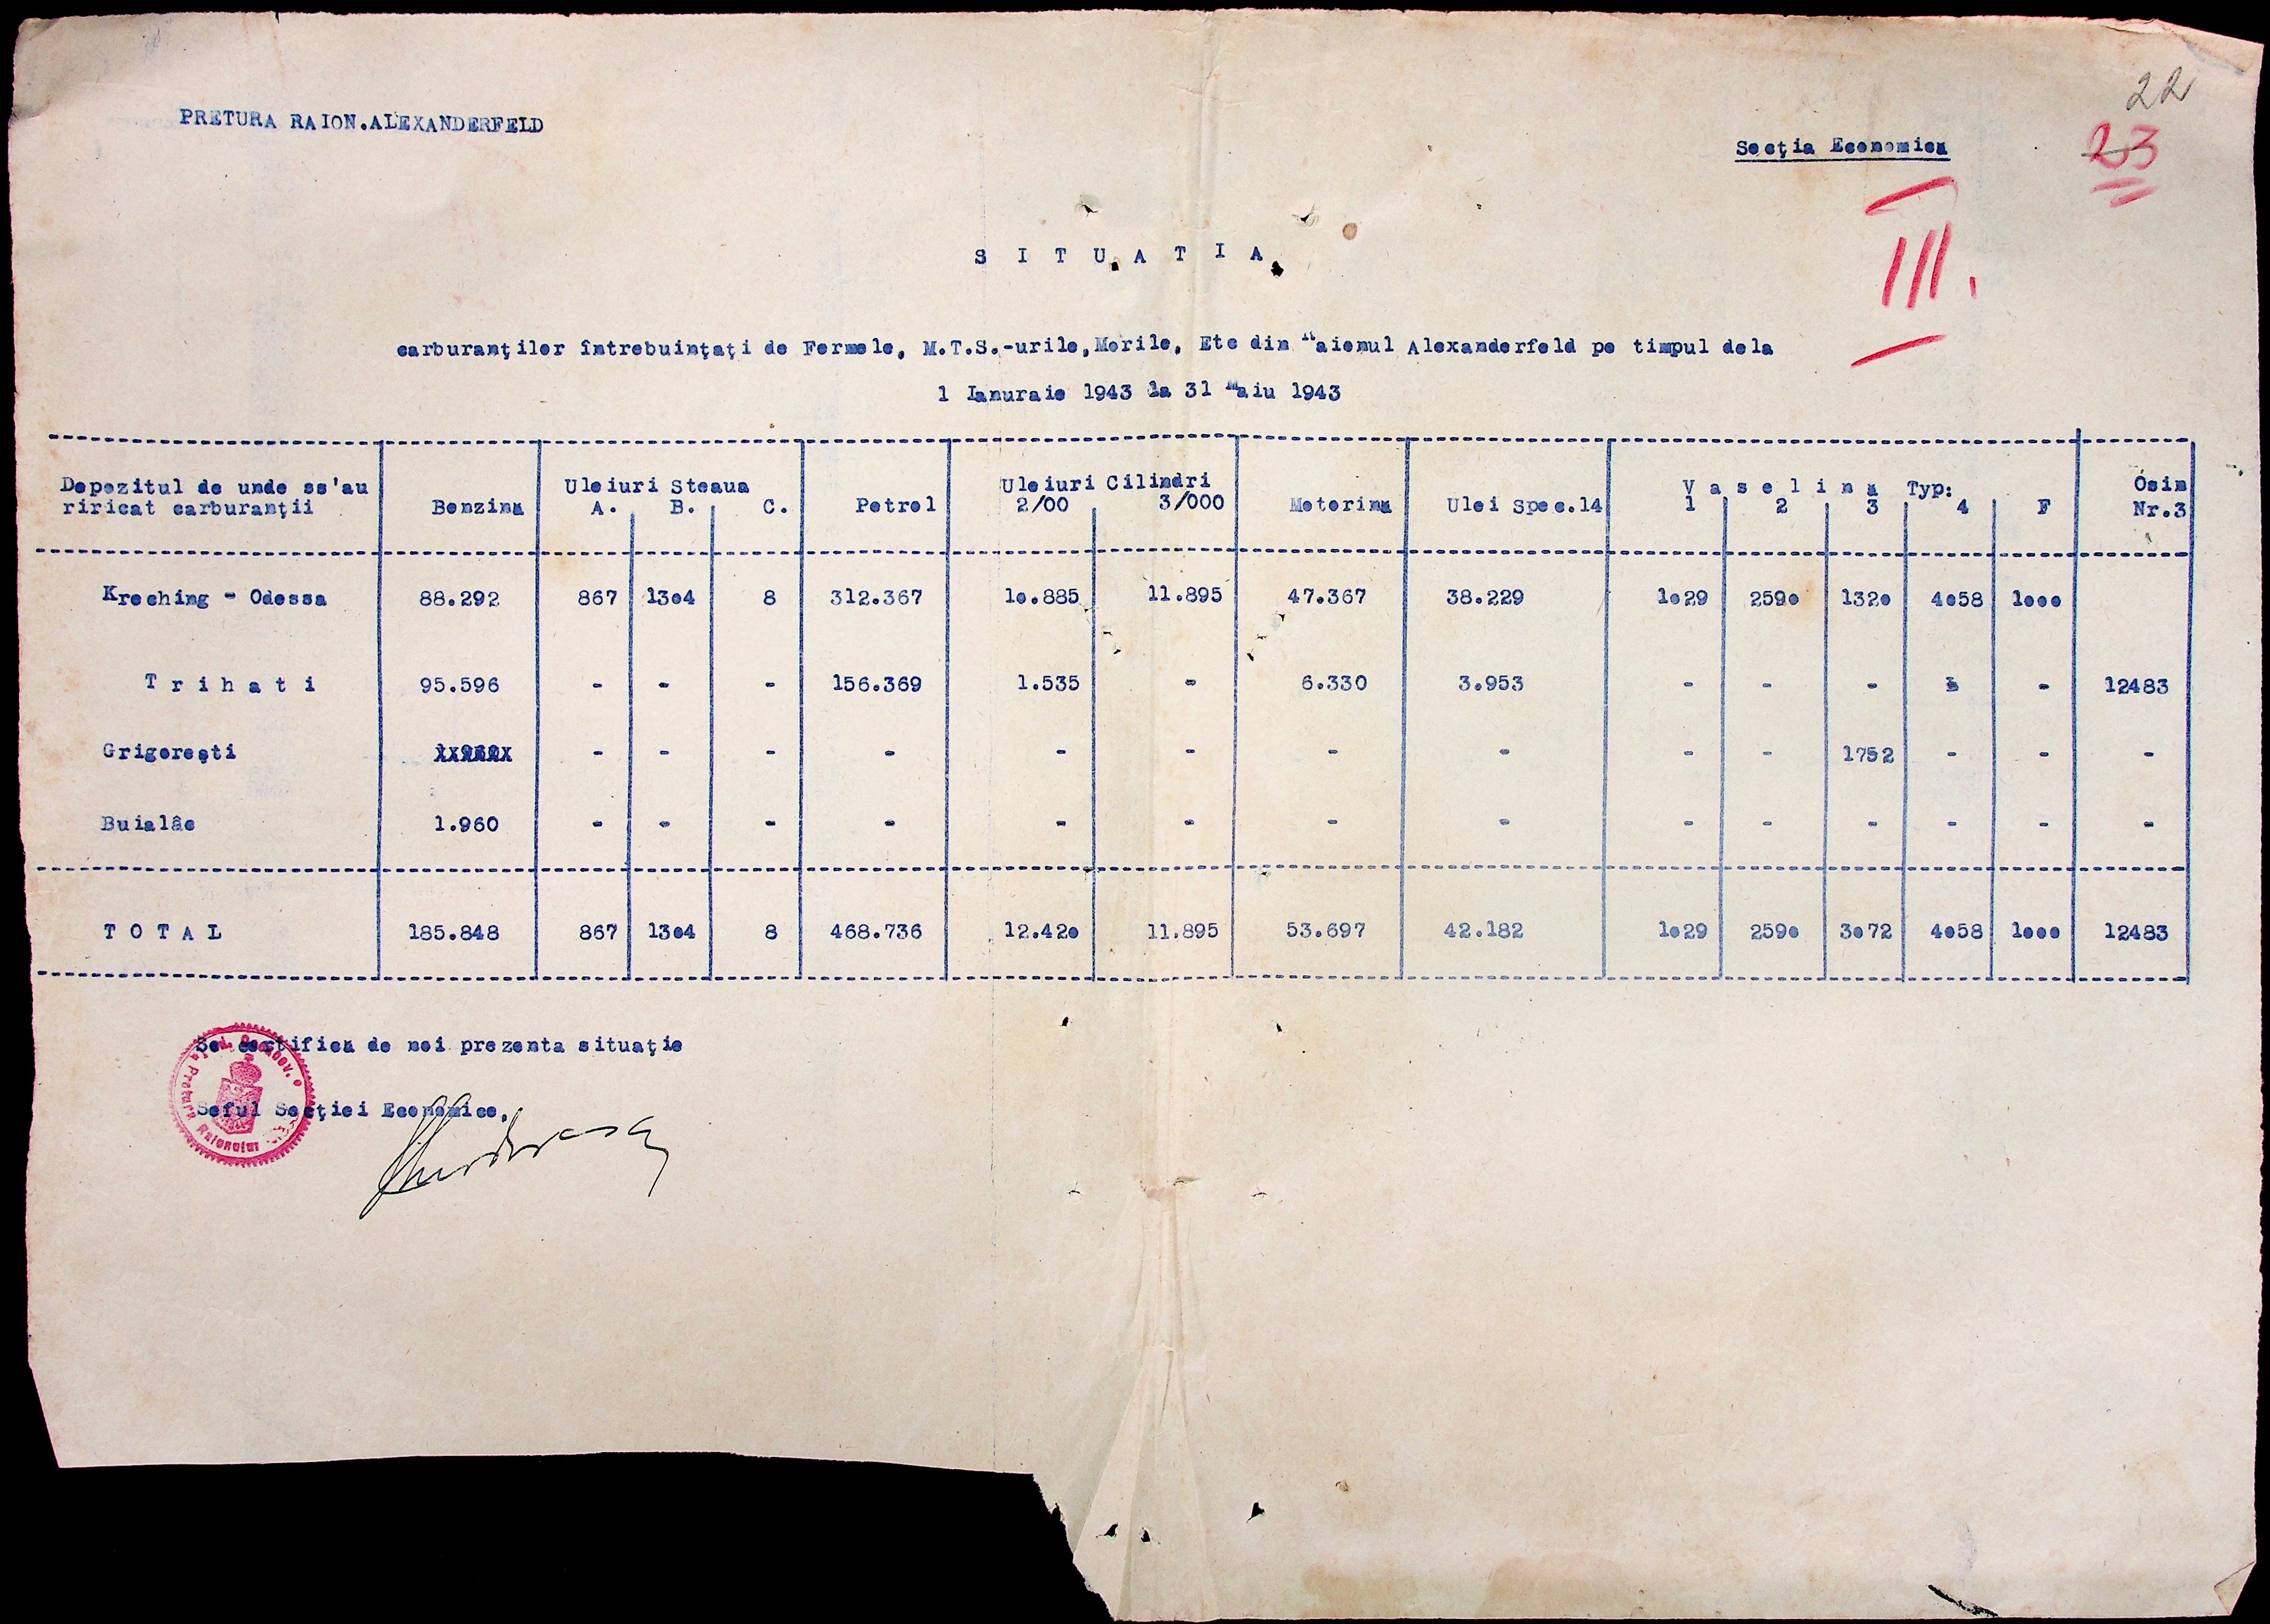 22
PRETURA RAION.ALEXANDERFELD
Secţia Economica
23
III.
S I T U A T I A
carburanţilor întrebuinţaţi de Fermele, M.T.S.-urile,Morile, Etc din Raionul Alexanderfeld pe timpul dela
1 Ianuraie 1943 la 31 Maiu 1943
Depozitul de unde ss'au riricat carburanţii Benzina Uleiuri Steaua A. B. C. Petrol Uleiuri Cilindri 2/00 3/000 Motorina Ulei Spec.14 V a s e l i n a Typ: 1 2 3 4 F Osin Nr.3
Kreching - Odessa 88.292 867 13o4 8 312.367 1o.885 11.895 47.367 38.229 1o29 259o 132o 4o58 1ooo
T r i h a t i 95.596 - - - 156.369 1.535 - 6.330 3.953 - - - - 12483
Grigoreşti - - - - - - - - - - 1752 - - -
Buialâc 1.960 - - - - - - - - - - - - - -
T O T A L 185.848 867 13o4 8 468.736 12.42o 11.895 53.697 42.182 1o29 259o 3o72 4o58 1ooo 12483
Se certifica de noi prezenta situaţie
Seful Secţiei Economice,
Pretura Raionului